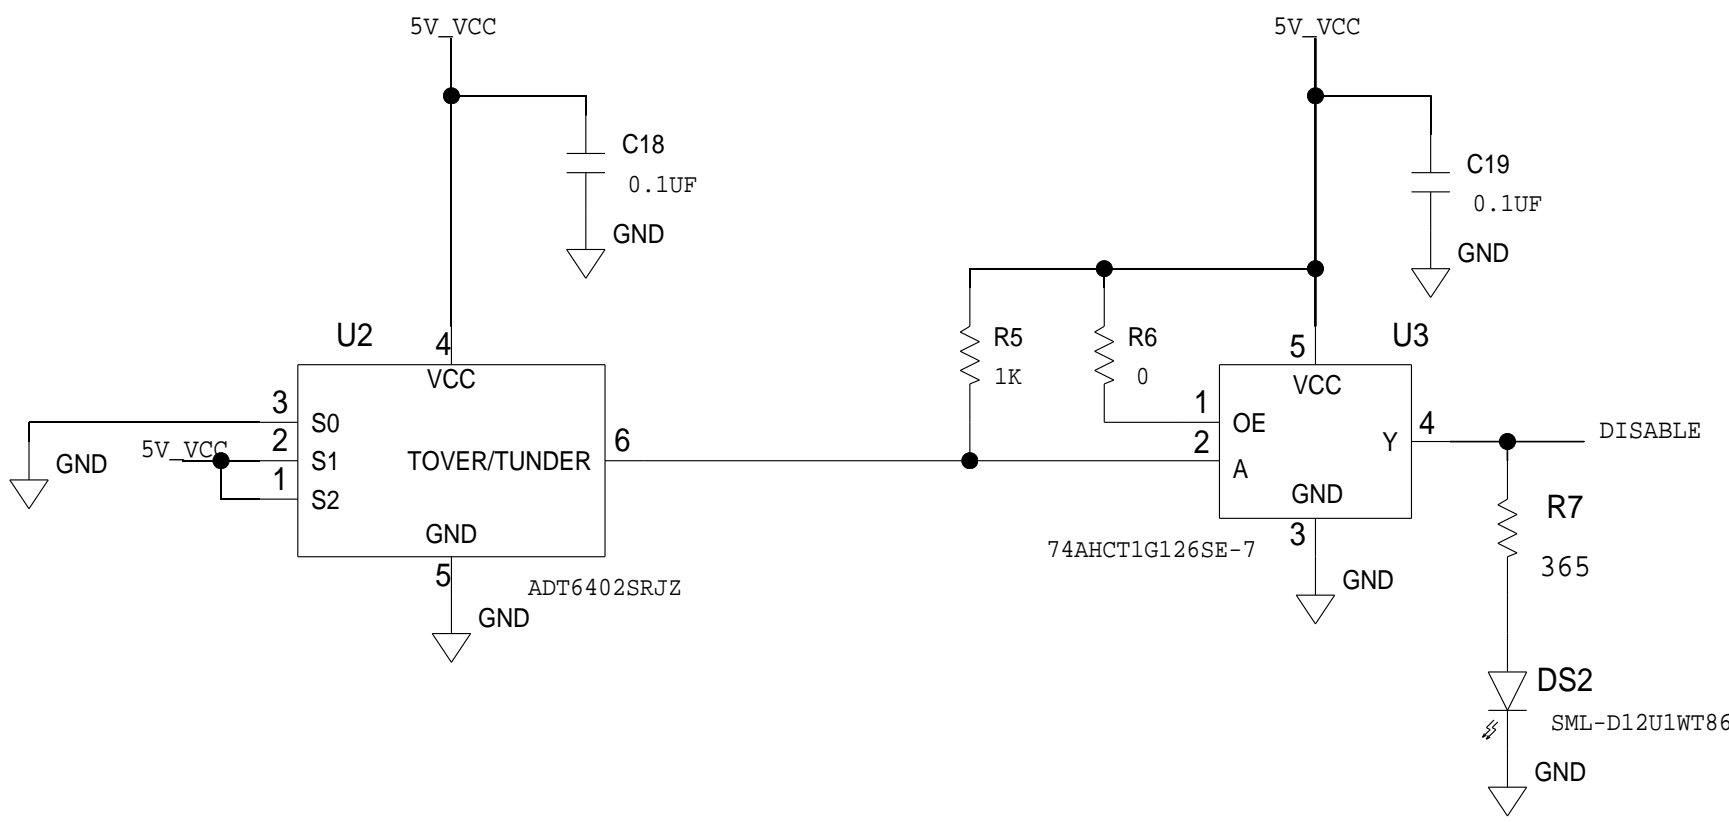 5V_VCC
5V_VCC
C18
0.1UF
GND
C19
0.1UF
GND
U2
4
VCC
3
S0
2
S1
1
S2
5V_VCC
GND
TOVER/TUNDER
6
GND
5
ADT6402SRJZ
GND
R5
1K
R6
0
U3
5
VCC
1
OE
2
A
Y
4
GND
3
74AHCT1G126SE-7
GND
DISABLE
R7
365
DS2
SML-D12U1WT86
GND